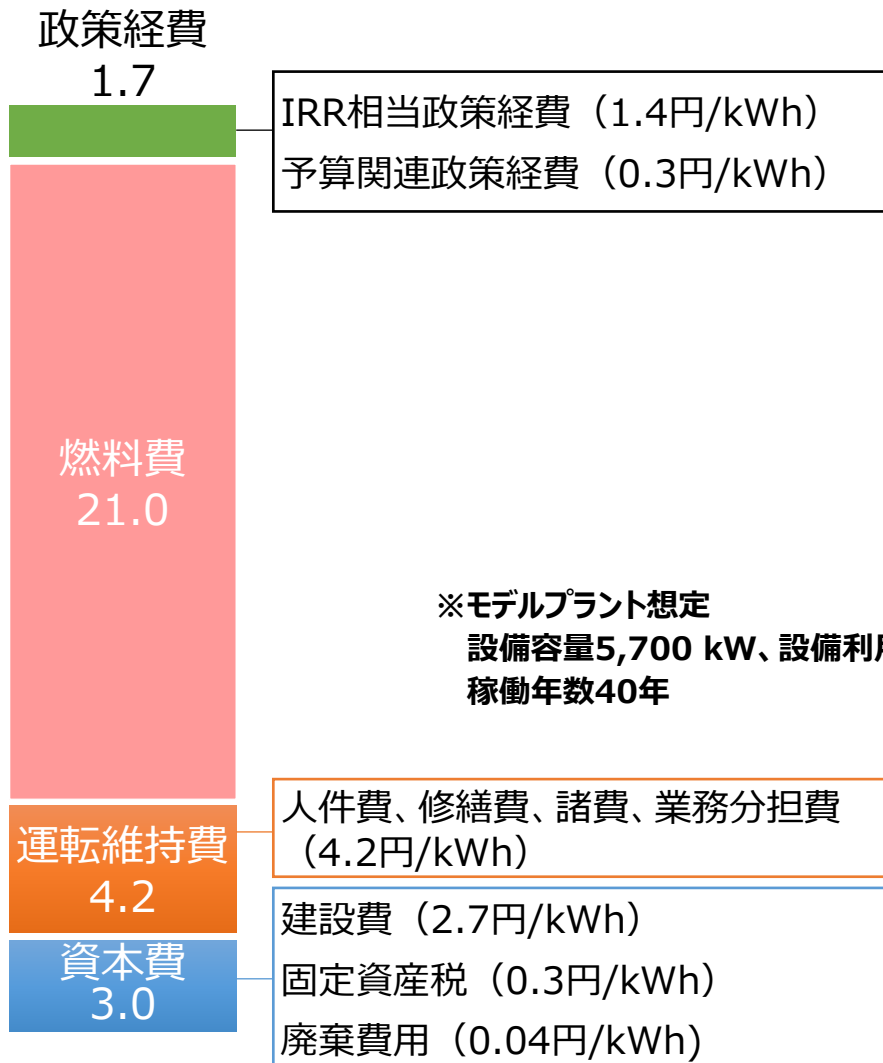 政策経費
1.7
IRR相当政策経費（1.4円/kWh）
予算関連政策経費（0.3円/kWh）
燃料費
21.0
※モデルプラント想定
設備容量5,700 kW、設備利
稼働年数40年
人件費、修繕費、諸費、業務分担費
（4.2円/kWh）
運転維持費
4.2
建設費（2.7円/kWh）
固定資産税（0.3円/kWh）
廃棄費用（0.04円/kWh)
資本費
3.0